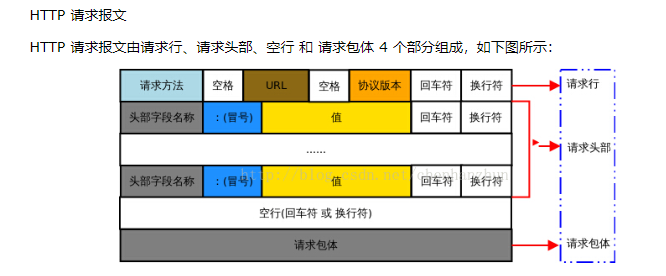 HTTP 请求报文
HTTP 请求报文由请求行、请求头部、空行 和 请求包体 4 个部分组成，如下图所示：
请求方法 空格 URL 空格 协议版本 回车符 换行符 请求行
头部字段名称 ：(冒号) 值 回车符 换行符
…… 请求头部
头部字段名称 ：(冒号) 值 回车符 换行符
http://blog.csdn.net/chenhanzhun
空行(回车符 或 换行符)
请求包体 请求包体